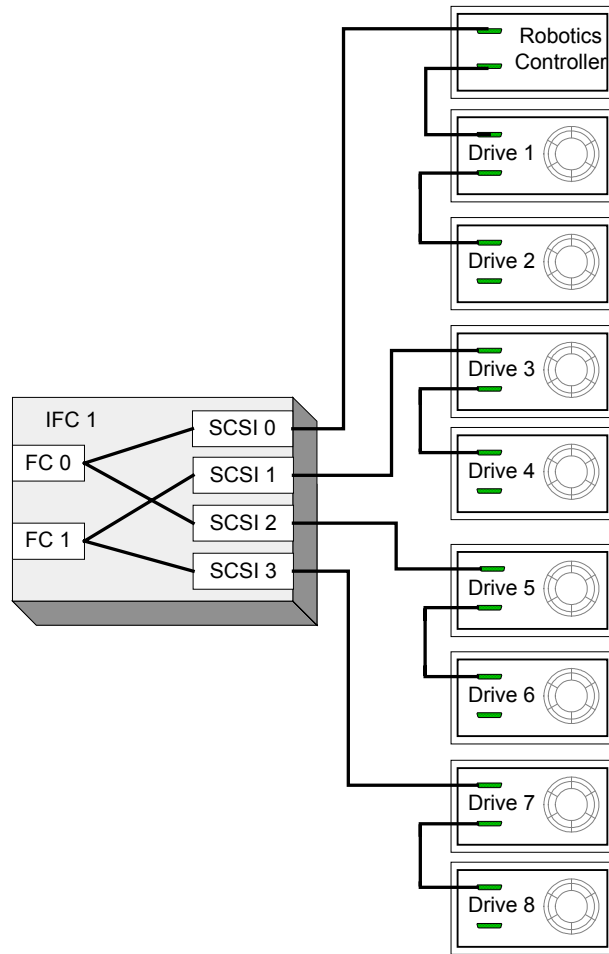 Robotics
Controller
Drive 1
Drive 2
Drive 3
Drive 4
Drive 5
Drive 6
Drive 7
Drive 8
IFC 1
FC 0
FC 1
SCSI 0
SCSI 1
SCSI 2
SCSI 3